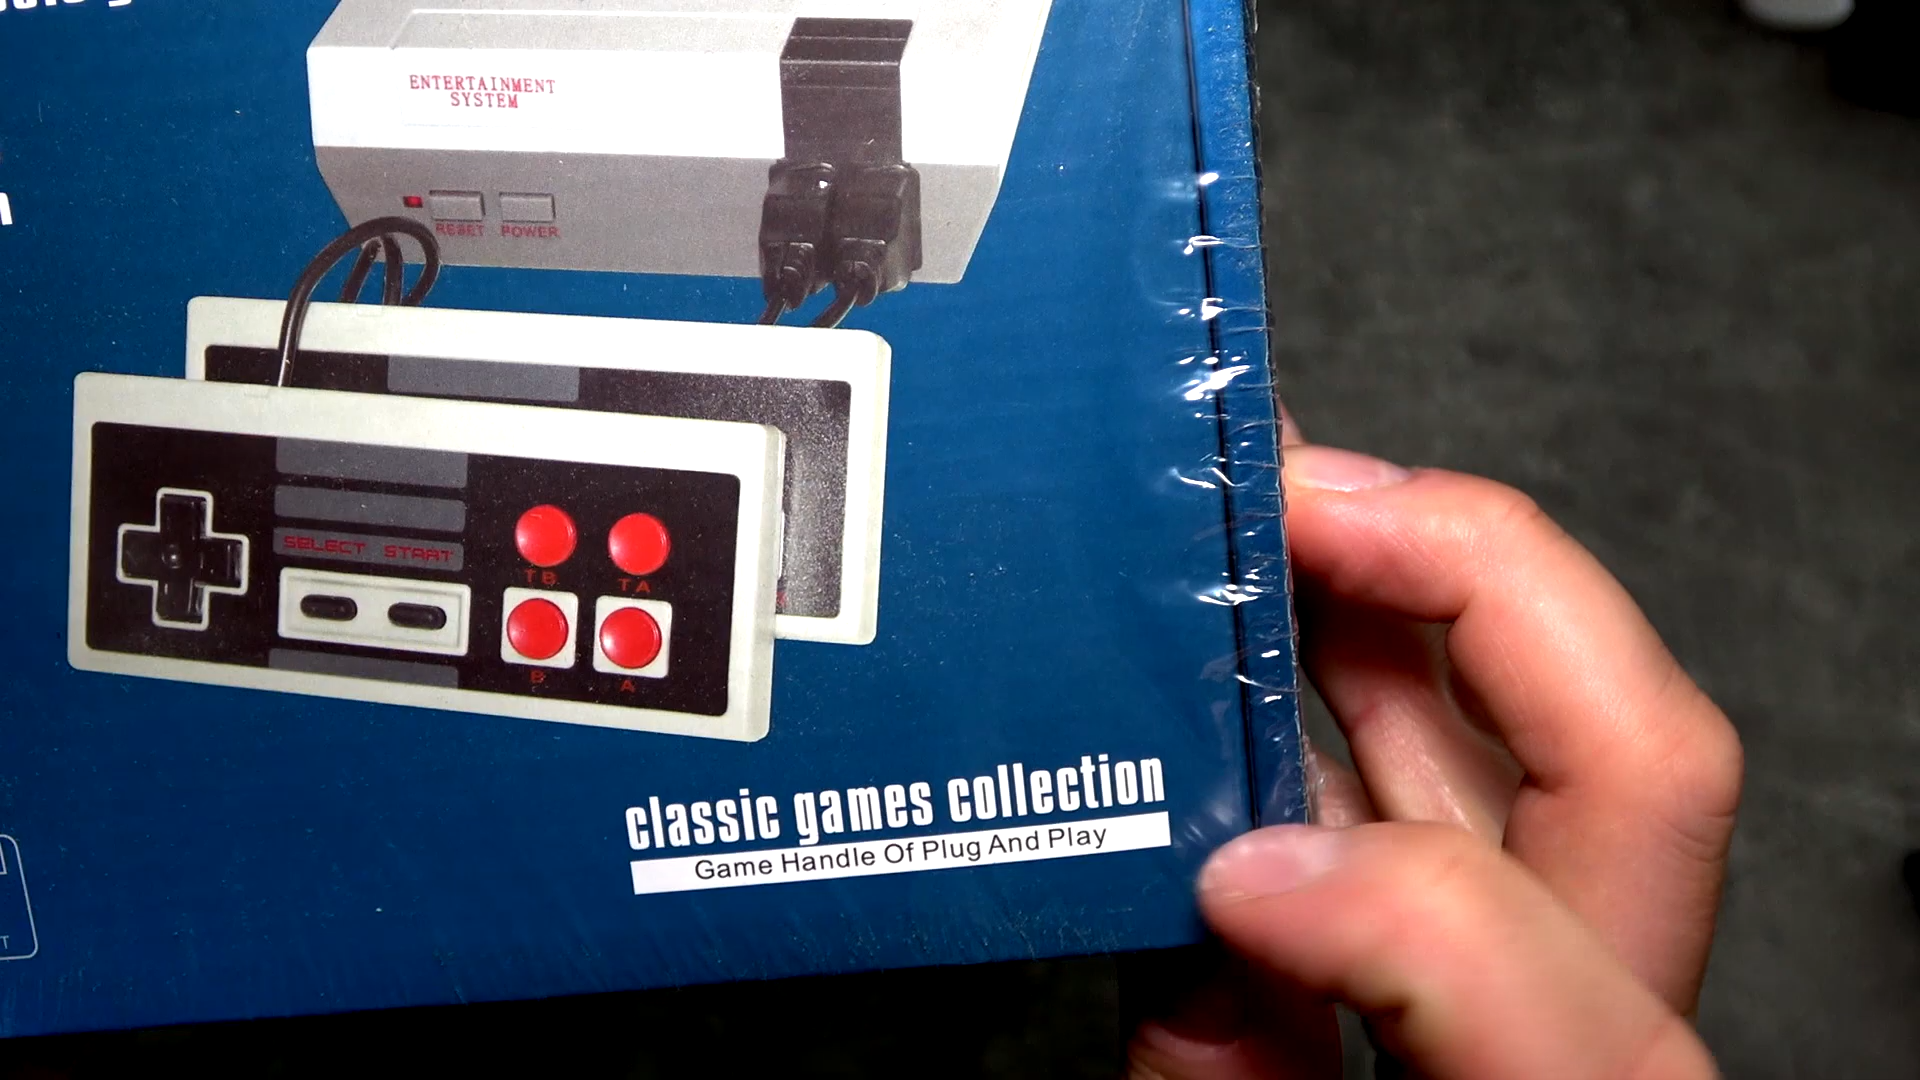 ENTERTAINMENT
SYSTEM
RESET POWER
SELECT START
TB TA
B A
classic games collection
Game Handle Of Plug And Play